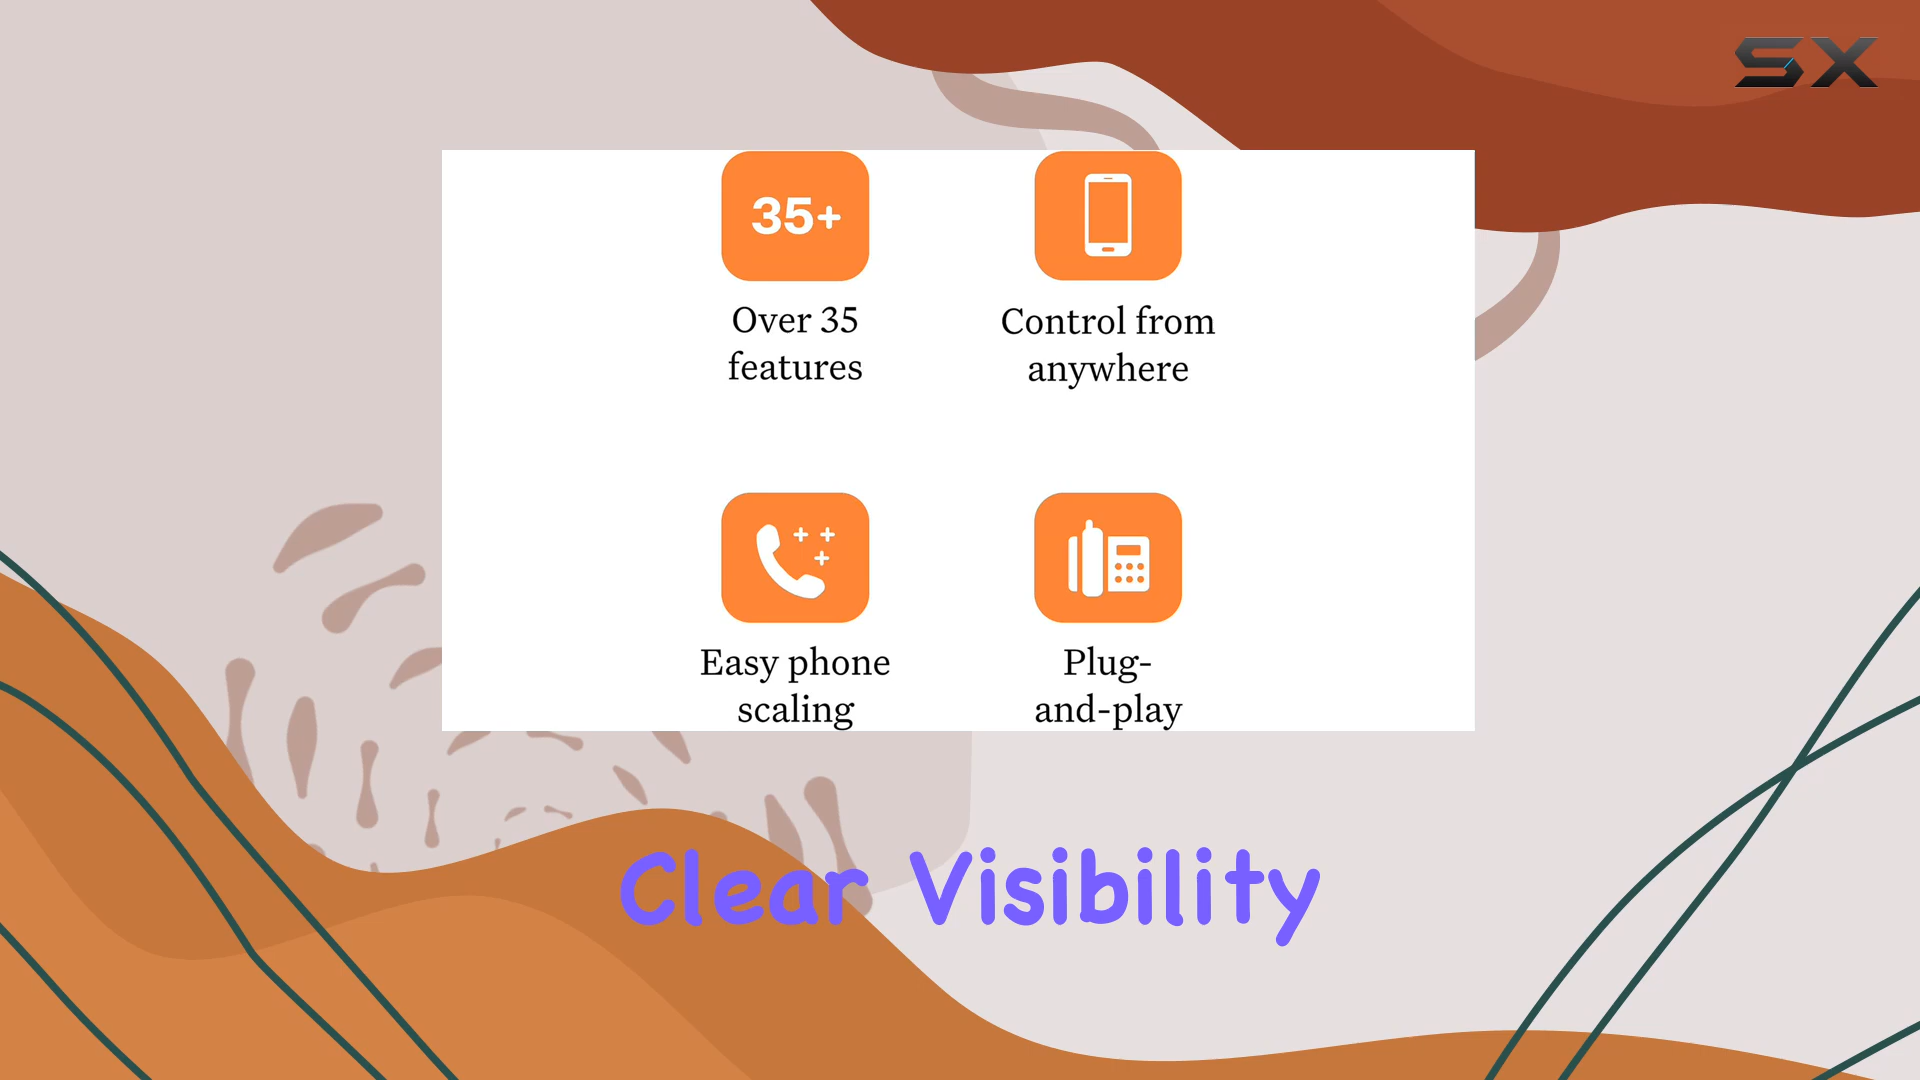 SX
35+
Over 35
features
Control from
anywhere
Easy phone
scaling
Plug-
and-play
Clear Visibility